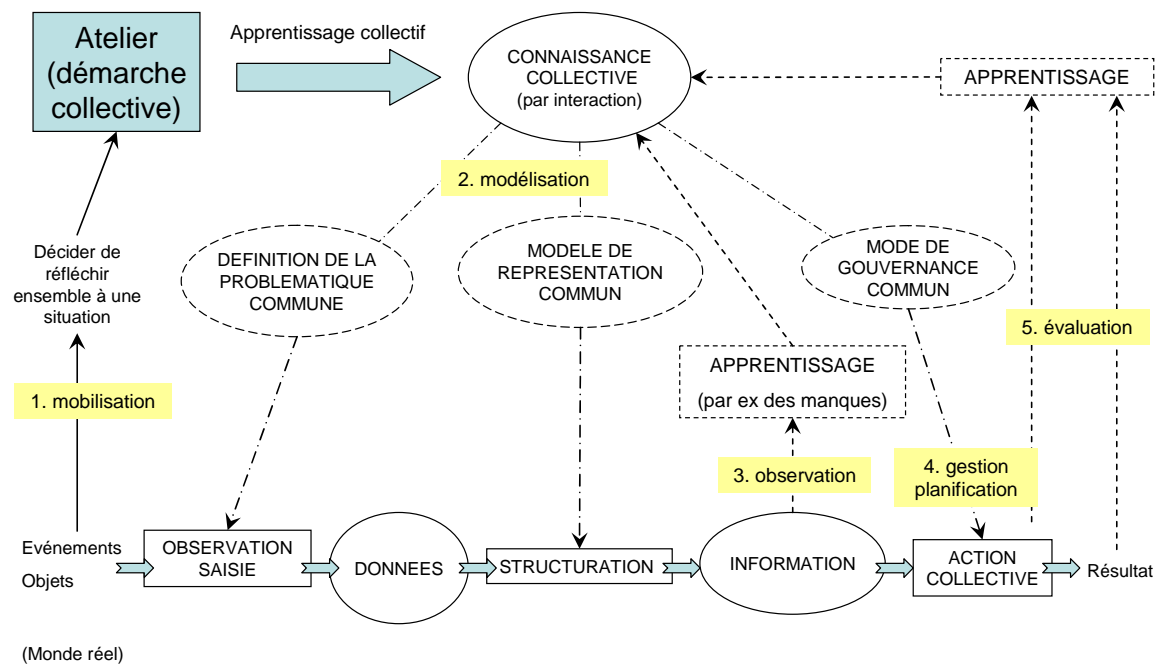 Atelier
(démarche
collective)
Apprentissage collectif
CONNAISSANCE
COLLECTIVE
(par interaction)
APPRENTISSAGE
2. modélisation
Décider de
réfléchir
ensemble à une
situation
DEFINITION DE LA
PROBLEMATIQUE
COMMUNE
MODELE DE
REPRESENTATION
COMMUN
MODE DE
GOUVERNANCE
COMMUN
5. évaluation
1. mobilisation
APPRENTISSAGE
(par ex des manques)
3. observation
4. gestion
planification
Evénements
Objets
OBSERVATION
SAISIE
DONNEES
STRUCTURATION
INFORMATION
ACTION
COLLECTIVE
Résultat
(Monde réel)